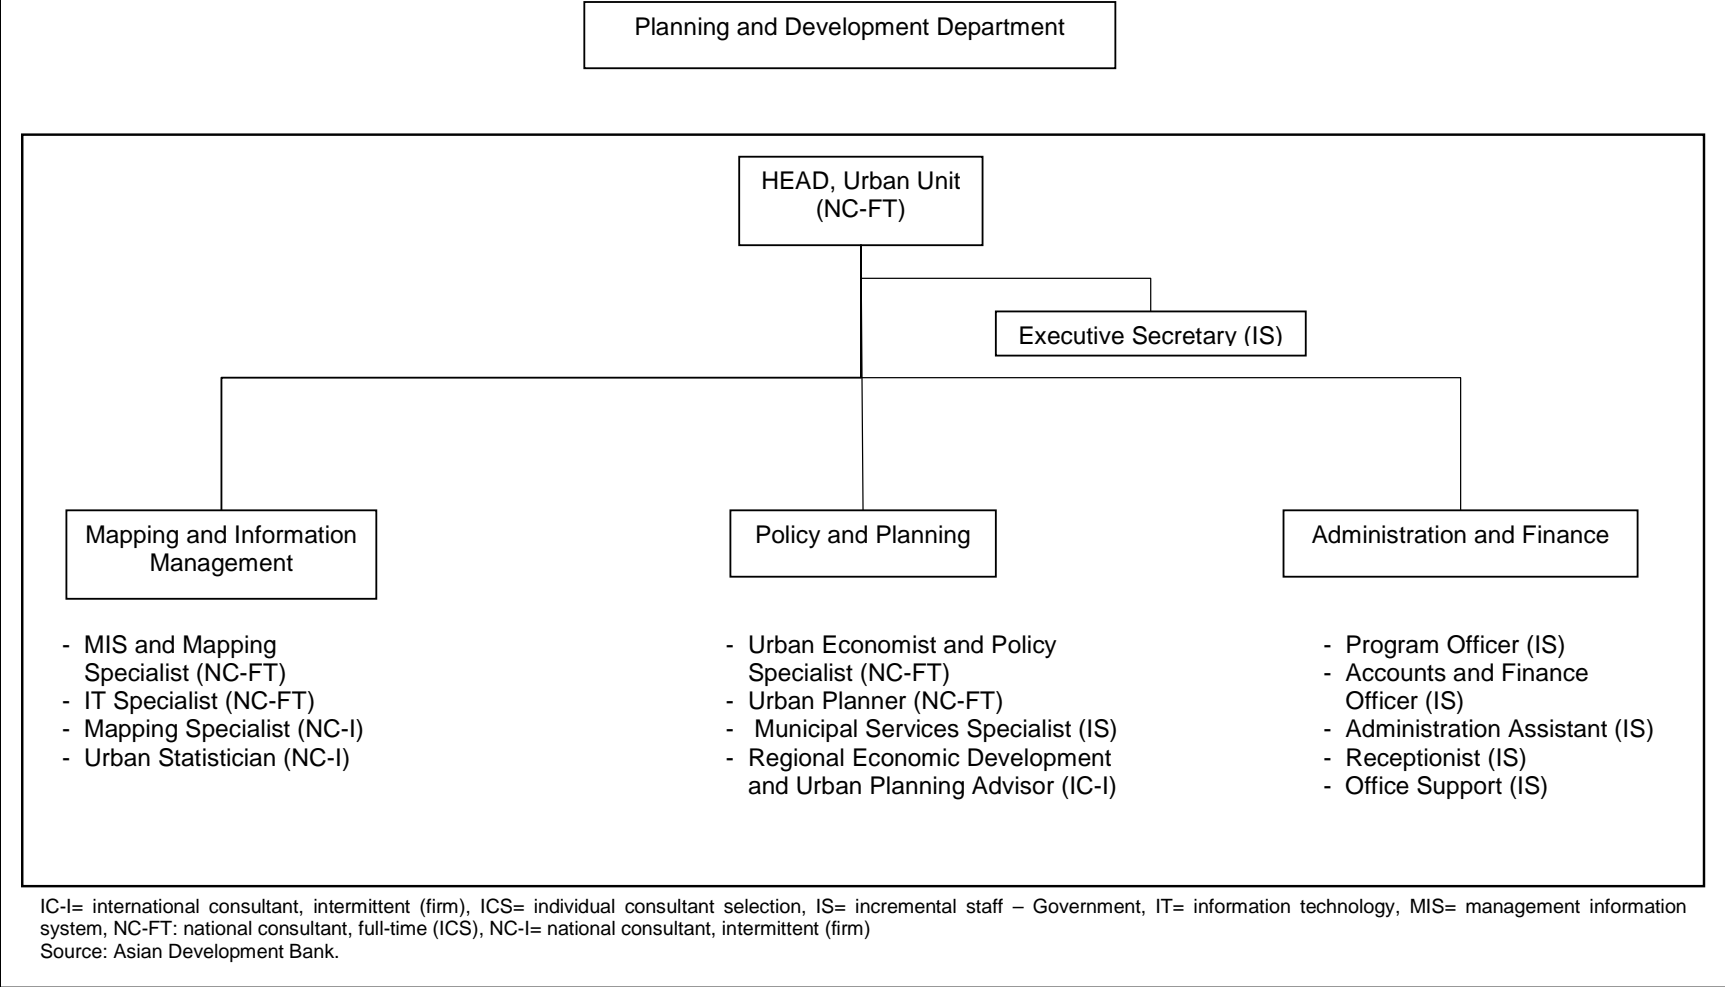 Planning and Development Department
HEAD, Urban Unit
(NC-FT)
Executive Secretary (IS)
Mapping and Information
Management
Policy and Planning
Administration and Finance
- MIS and Mapping
Specialist (NC-FT)
- IT Specialist (NC-FT)
- Mapping Specialist (NC-I)
- Urban Statistician (NC-I)
- Urban Economist and Policy
Specialist (NC-FT)
- Urban Planner (NC-FT)
- Municipal Services Specialist (IS)
- Regional Economic Development
and Urban Planning Advisor (IC-I)
- Program Officer (IS)
- Accounts and Finance
Officer (IS)
- Administration Assistant (IS)
- Receptionist (IS)
- Office Support (IS)
IC-I= international consultant, intermittent (firm), ICS= individual consultant selection, IS= incremental staff – Government, IT= information technology, MIS= management information
system, NC-FT: national consultant, full-time (ICS), NC-I= national consultant, intermittent (firm)
Source: Asian Development Bank.